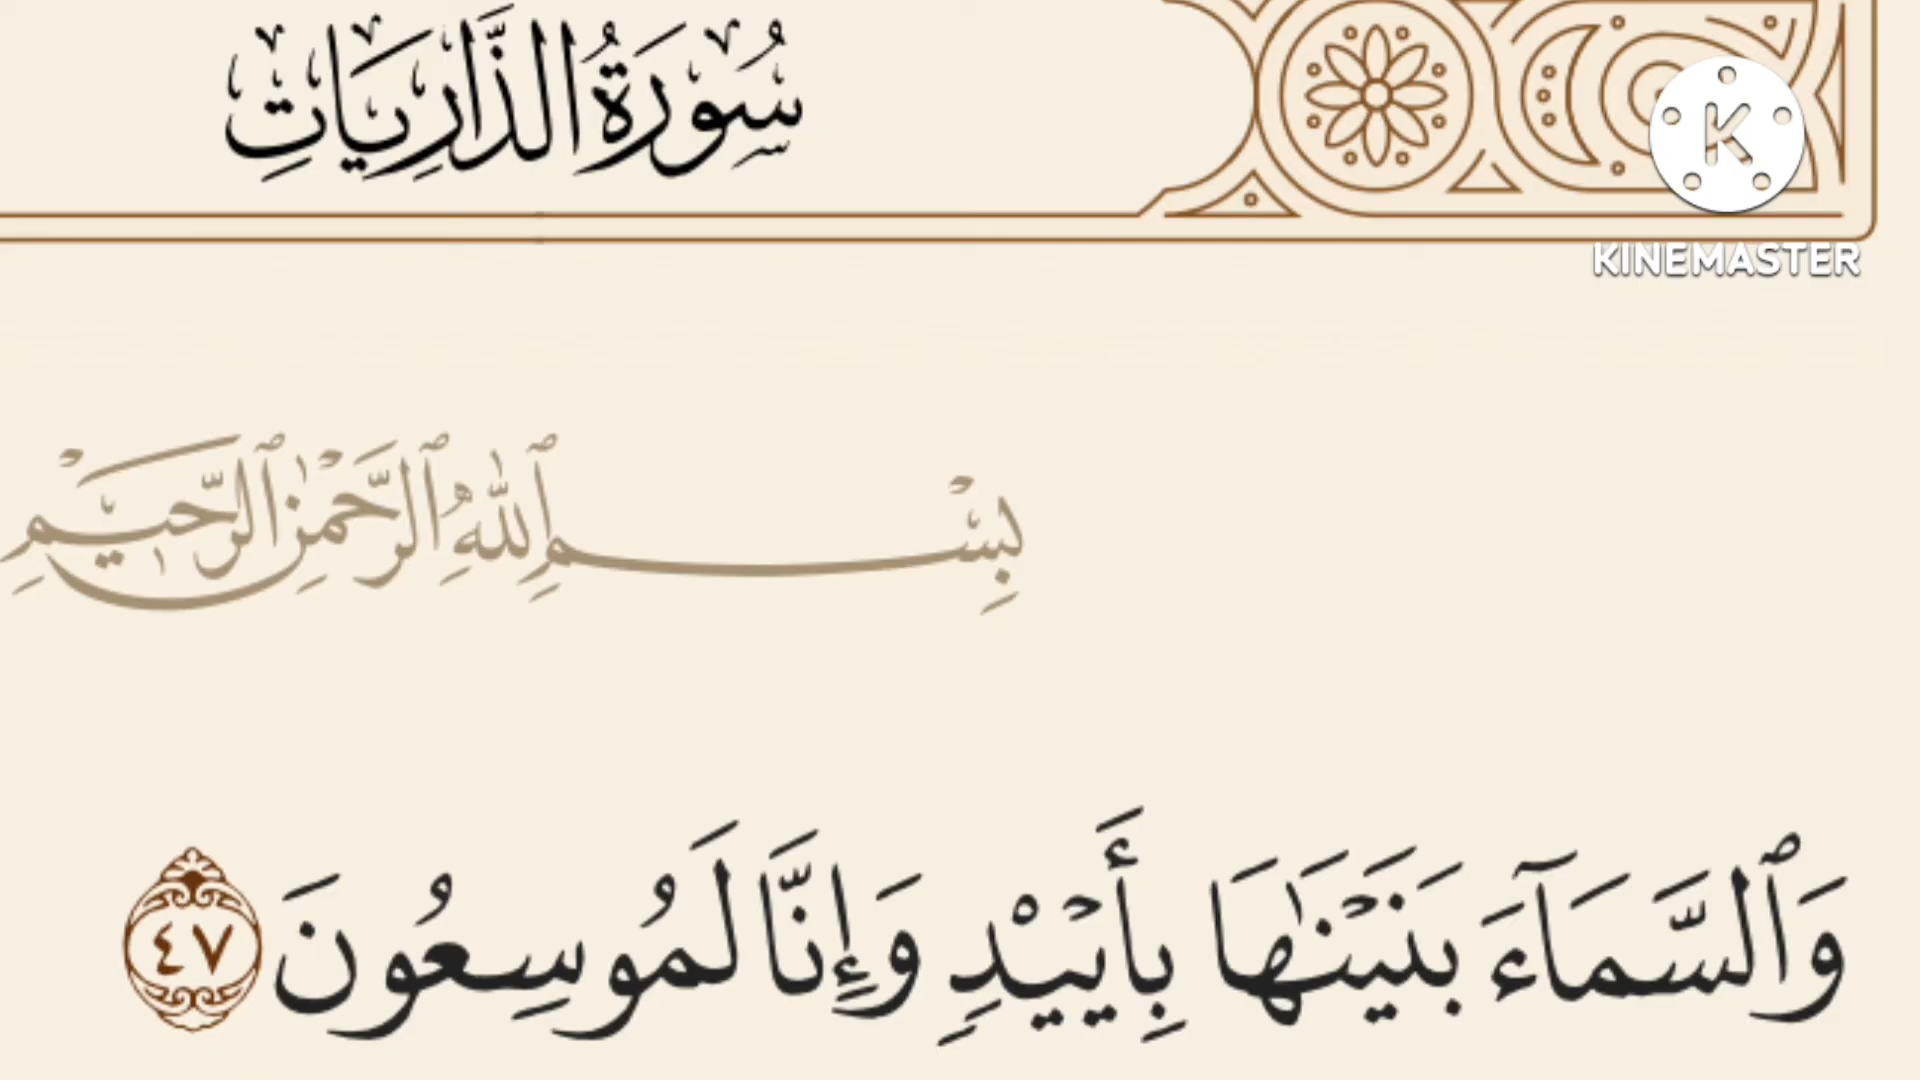 سُورَةُ الذَّارِيَاتِ
K
KINEMASTER
بِسْمِ ٱللَّهِ ٱلرَّحْمَٰنِ ٱلرَّحِيمِ
وَٱلسَّمَآءَ بَنَيْنَٰهَا بِأَيْي۟دٍ وَإِنَّا لَمُوسِعُونَ ٤٧